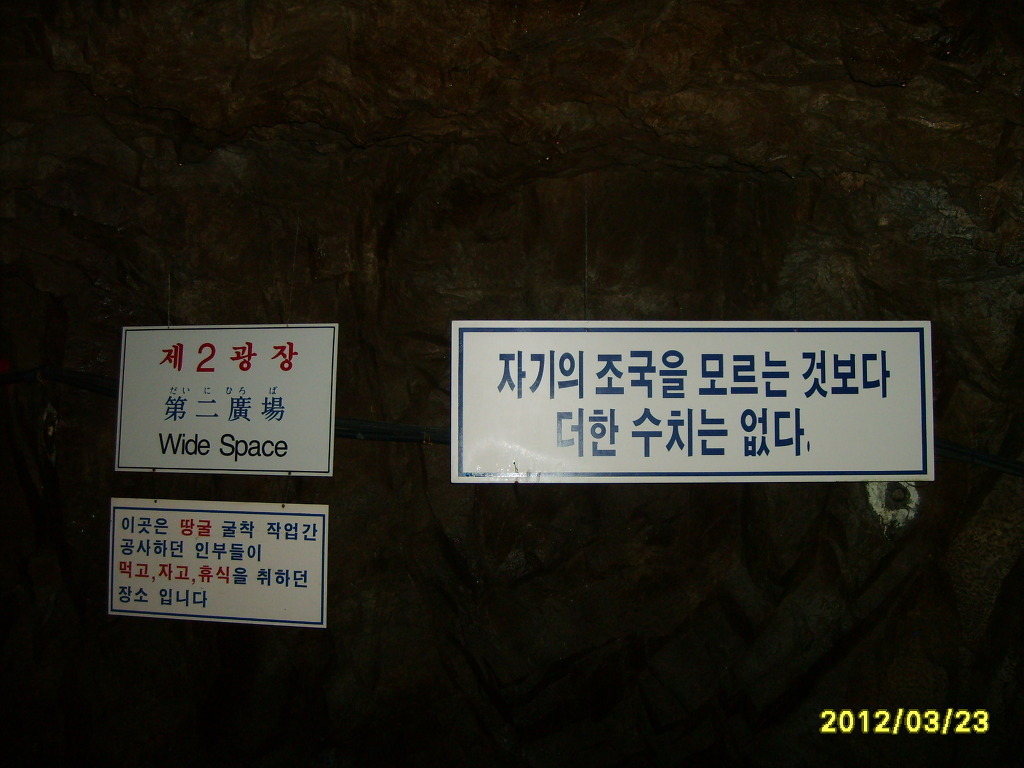 제 2 광 장
だい に ひろ ば
第 二 廣 場
Wide Space
이곳은 땅굴 굴착 작업간
공사하던 인부들이
먹고,자고,휴식을 취하던
장소 입니다
자기의 조국을 모르는 것보다
더한 수치는 없다.
2012/03/23